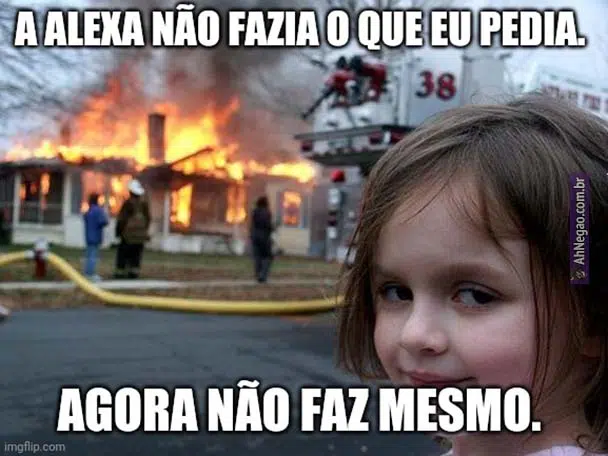 A ALEXA NÃO FAZIA O QUE EU PEDIA.
38
AhNegao.com.br
AGORA NÃO FAZ MESMO.
imgflip.com